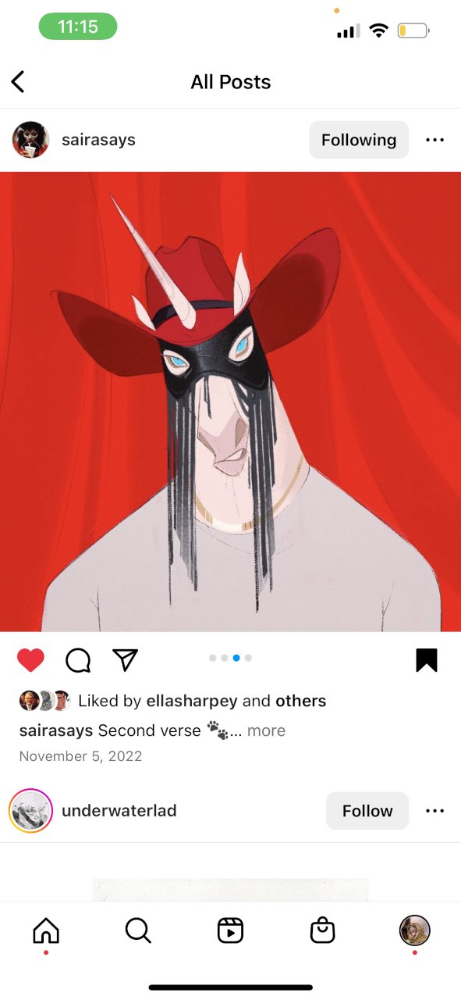 11:15
All Posts
sairasays
Following
Liked by ellasharpey and others
sairasays Second verse 🐾... more
November 5, 2022
underwaterlad
Follow